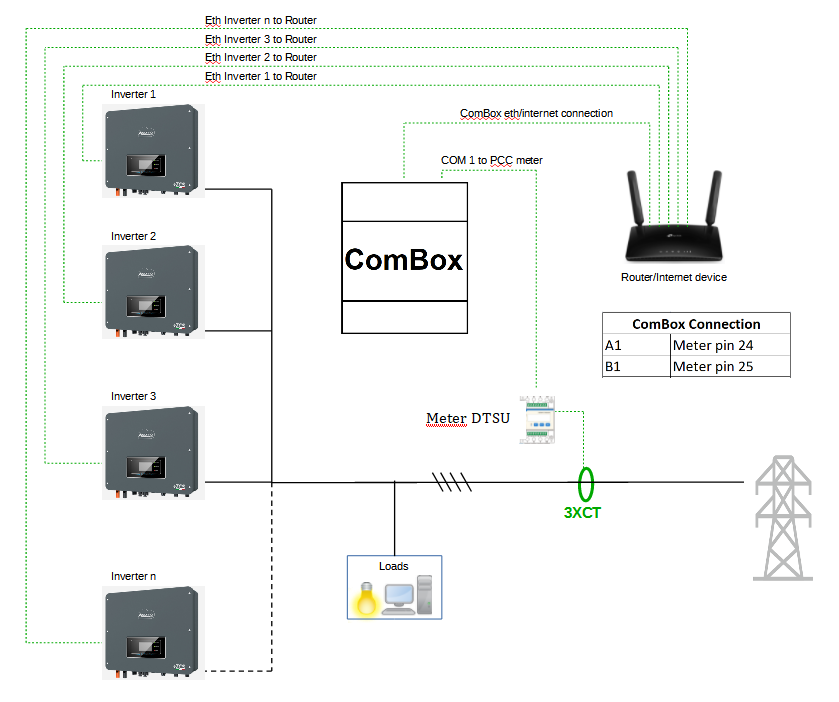 Eth Inverter n to Router
Eth Inverter 3 to Router
Eth Inverter 2 to Router
Eth Inverter 1 to Router
Inverter 1
ComBox eth/internet connection
COM 1 to PCC meter
Inverter 2
ComBox
Router/Internet device
ComBox Connection
A1 Meter pin 24
B1 Meter pin 25
Inverter 3
Meter DTSU
3XCT
Loads
Inverter n